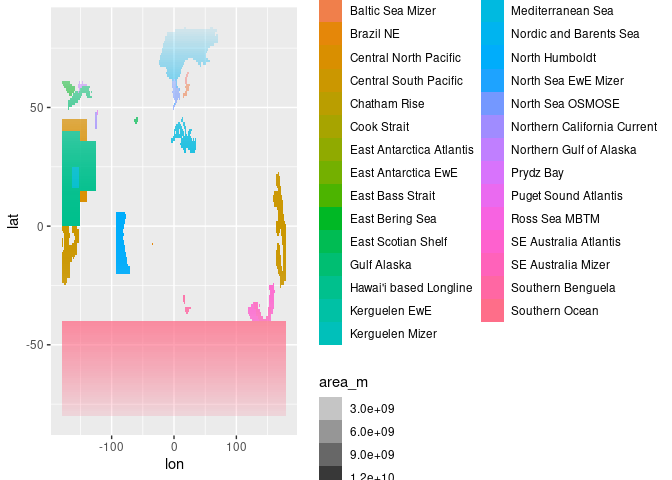 Baltic Sea Mizer
Brazil NE
Central North Pacific
Central South Pacific
Chatham Rise
Cook Strait
East Antarctica Atlantis
East Antarctica EwE
East Bass Strait
East Bering Sea
East Scotian Shelf
Gulf Alaska
Hawai'i based Longline
Kerguelen EwE
Kerguelen Mizer
Mediterranean Sea
Nordic and Barents Sea
North Humboldt
North Sea EwE Mizer
North Sea OSMOSE
Northern California Current
Northern Gulf of Alaska
Prydz Bay
Puget Sound Atlantis
Ross Sea MBTM
SE Australia Atlantis
SE Australia Mizer
Southern Benguela
Southern Ocean
area_m
3.0e+09
6.0e+09
9.0e+09
1.2e+10
lat
50
0
-50
-100
0
100
lon